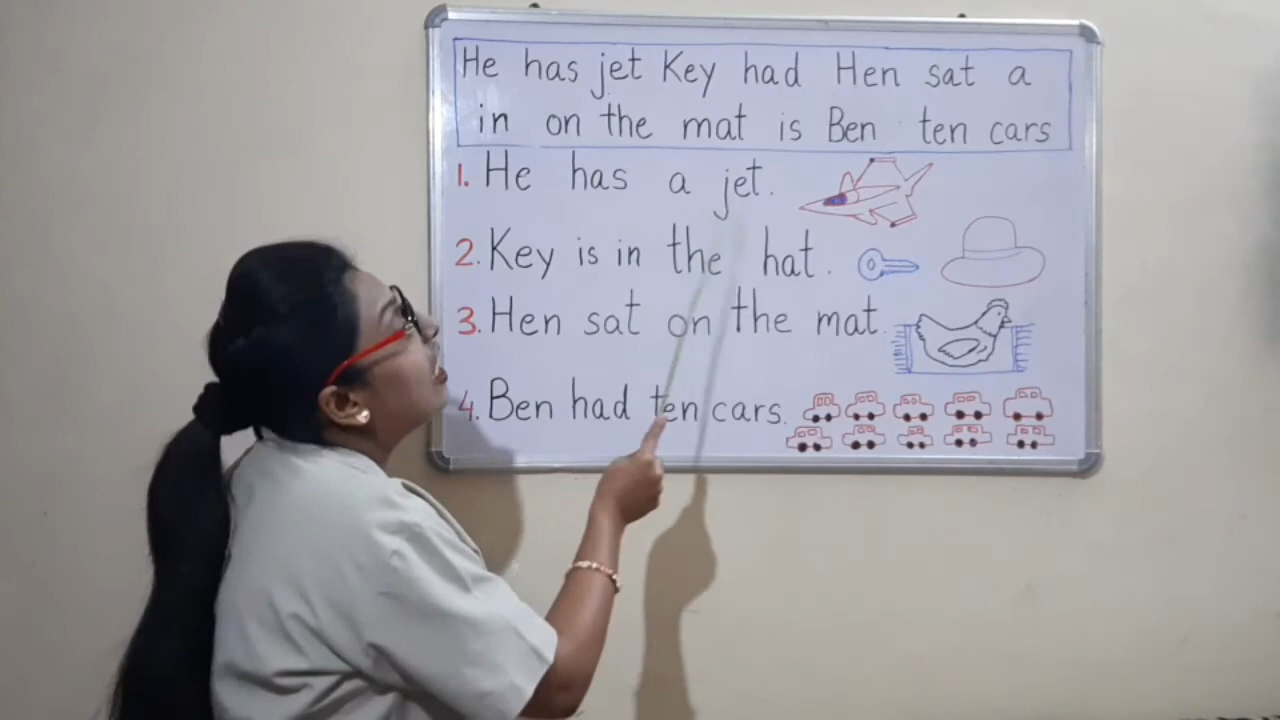 He has jet Key had Hen sat a
in on the mat is Ben ten cars
1. He has a jet.
2. Key is in the hat.
3. Hen sat on the mat.
4. Ben had ten cars.